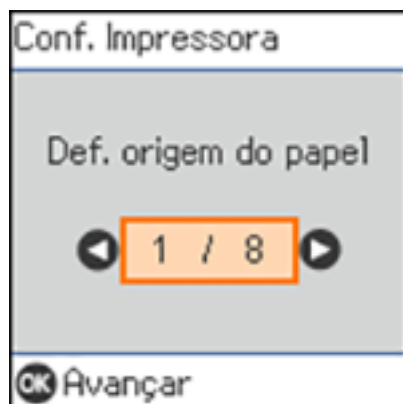 Conf. Impressora
Def. origem do papel
1 / 8
OK Avançar